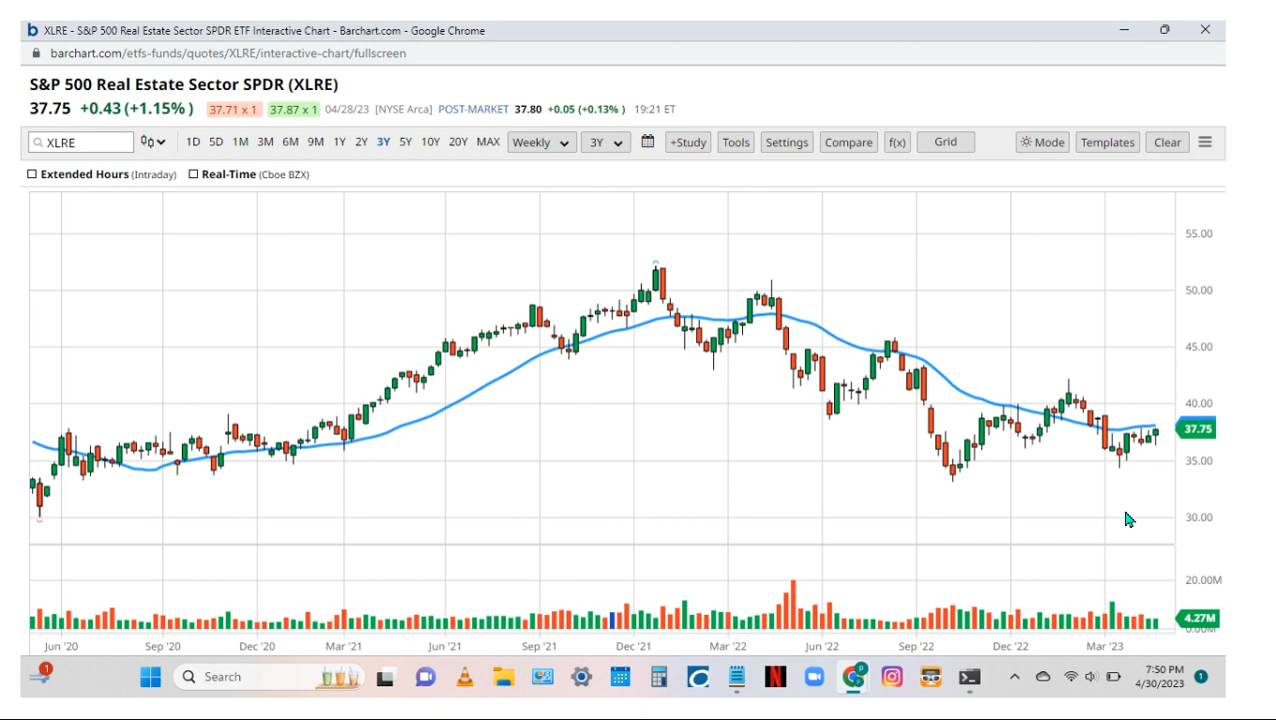 b XLRE - S&P 500 Real Estate Sector SPDR ETF Interactive Chart - Barchart.com - Google Chrome
barchart.com/etfs-funds/quotes/XLRE/interactive-chart/fullscreen
S&P 500 Real Estate Sector SPDR (XLRE)
37.75 +0.43 (+1.15%) 37.71 x 1 37.87 x 1 04/28/23 [NYSE Arca] POST-MARKET 37.80 +0.05 (+0.13%) 19:21 ET
XLRE 1D 5D 1M 3M 6M 9M 1Y 2Y 3Y 5Y 10Y 20Y MAX Weekly 3Y +Study Tools Settings Compare f(x) Grid Mode Templates Clear
Extended Hours (Intraday) Real-Time (Cboe BZX)
55.00
50.00
45.00
40.00
37.75
35.00
30.00
20.00M
4.27M
0.00M
Jun '20 Sep '20 Dec '20 Mar '21 Jun '21 Sep '21 Dec '21 Mar '22 Jun '22 Sep '22 Dec '22 Mar '23
1 Search N 7:50 PM 1
4/30/2023